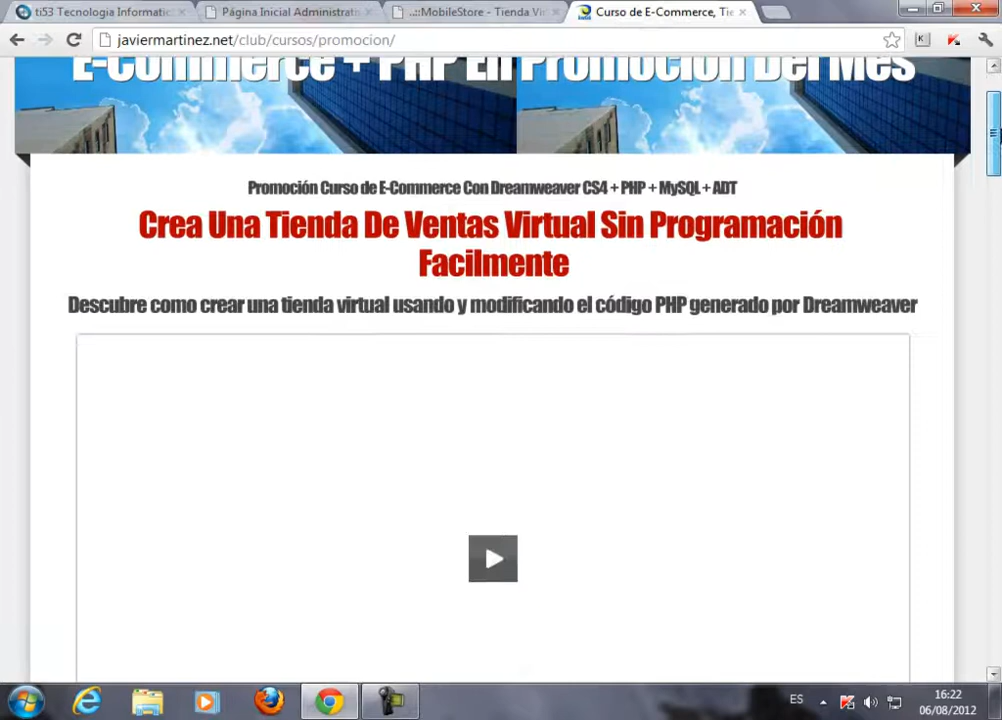 ti53 Tecnologia Informatic
Página Inicial Administrati
..::MobileStore - Tienda Vi
Curso de E-Commerce, Tie
javiermartinez.net/club/cursos/promocion/
E-Commerce + PHP En Promoción Del Mes
Promoción Curso de E-Commerce Con Dreamweaver CS4 + PHP + MySQL + ADT
Crea Una Tienda De Ventas Virtual Sin Programación
Facilmente
Descubre como crear una tienda virtual usando y modificando el código PHP generado por Dreamweaver
ES
16:22
06/08/2012